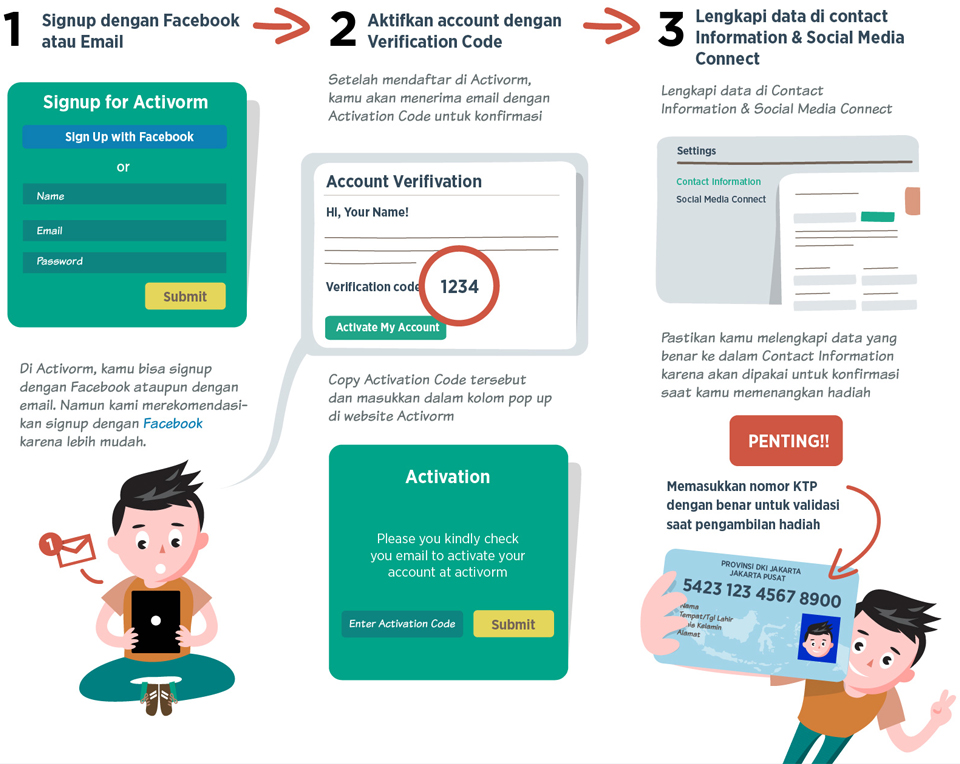 1
Signup dengan Facebook
atau Email
Signup for Activorm
Sign Up with Facebook
or
Name
Email
Password
Submit
Di Activorm, kamu bisa signup
dengan Facebook ataupun dengan
email. Namun kami merekomendasi-
kan signup dengan Facebook
karena lebih mudah.
1
2
Aktifkan account dengan
Verification Code
Setelah mendaftar di Activorm,
kamu akan menerima email dengan
Activation Code untuk konfirmasi
Account Verifivation
HI, Your Name!
Verification code
1234
Activate My Account
Copy Activation Code tersebut
dan masukkan dalam kolom pop up
di website Activorm
Activation
Please you kindly check
you email to activate your
account at activorm
Enter Activation Code
Submit
3
Lengkapi data di contact
Information & Social Media
Connect
Lengkapi data di Contact
Information & Social Media Connect
Settings
Contact Information
Social Media Connect
Pastikan kamu melengkapi data yang
benar ke dalam Contact Information
karena akan dipakai untuk konfirmasi
saat kamu memenangkan hadiah
PENTING!!
Memasukkan nomor KTP
dengan benar untuk validasi
saat pengambilan hadiah
PROVINSI DKI JAKARTA
JAKARTA PUSAT
5423 123 4567 8900
Nama
Tempat/Tgl Lahir
Kelamin
Alamat